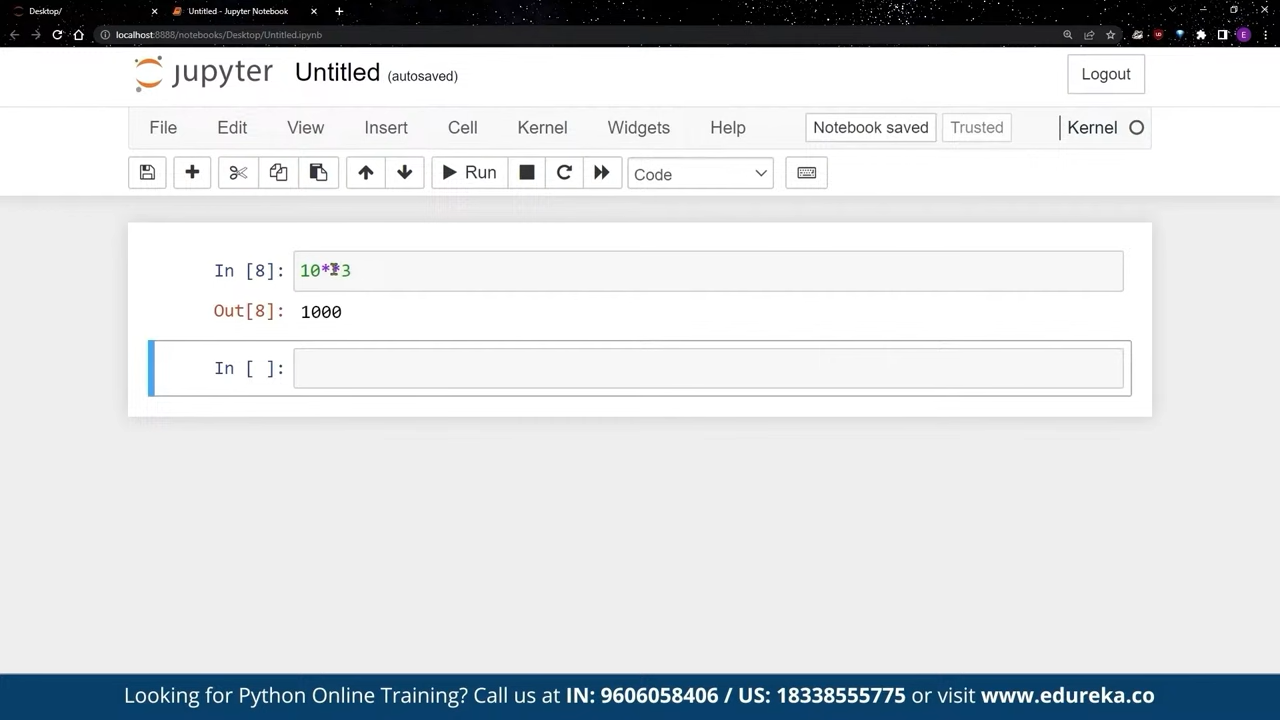 Desktop/
Untitled - Jupyter Notebook
localhost:8888/notebooks/Desktop/Untitled.ipynb
E
jupyter Untitled (autosaved)
Logout
File Edit View Insert Cell Kernel Widgets Help
Notebook saved
Trusted
Kernel
Run
Code
In [8]: 10**3
Out[8]: 1000
In [ ]:
Looking for Python Online Training? Call us at IN: 9606058406 / US: 18338555775 or visit www.edureka.co